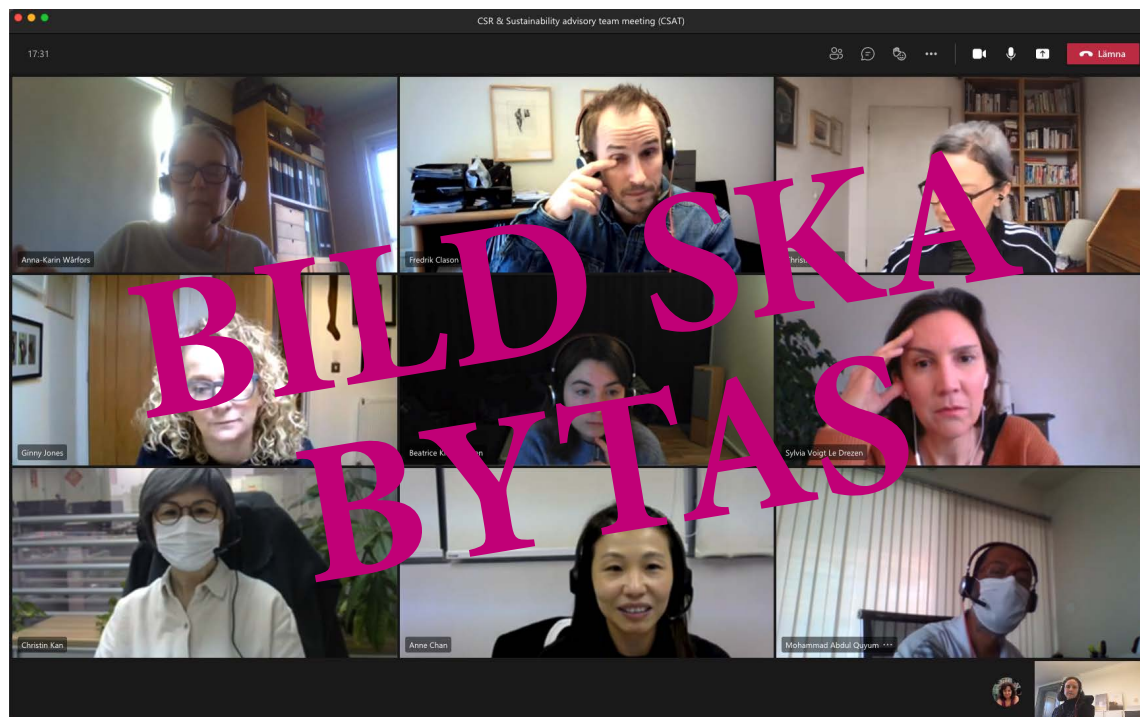 CSR & Sustainability advisory team meeting (CSAT)
17:31
Lämna
Anna-Karin Wårfors
Fredrik Clason
BILD SKA
Ginny Jones
Beatrice
Sylvia Voigt Le Drezen
BYTAS
Christin Kan
Anne Chan
Mohammad Abdul Quyum